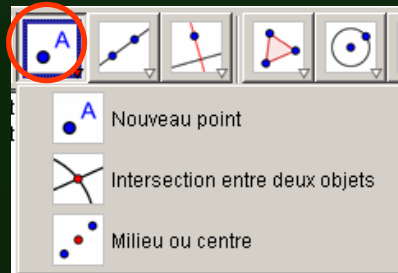 A
A
Nouveau point
Intersection entre deux objets
Milieu ou centre